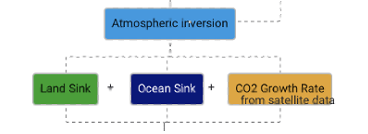 Atmospheric inversion
Land Sink + Ocean Sink + CO2 Growth Rate
from satellite data